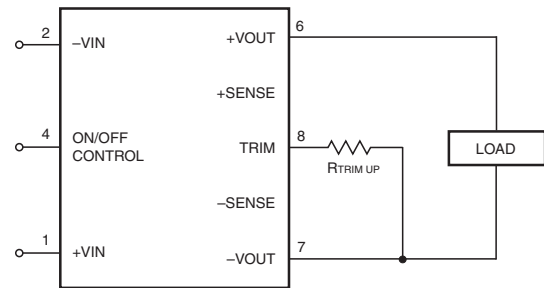 2
–VIN
+VOUT
6
+SENSE
4
ON/OFF
CONTROL
TRIM
8
RTRIM UP
LOAD
–SENSE
1
+VIN
–VOUT
7